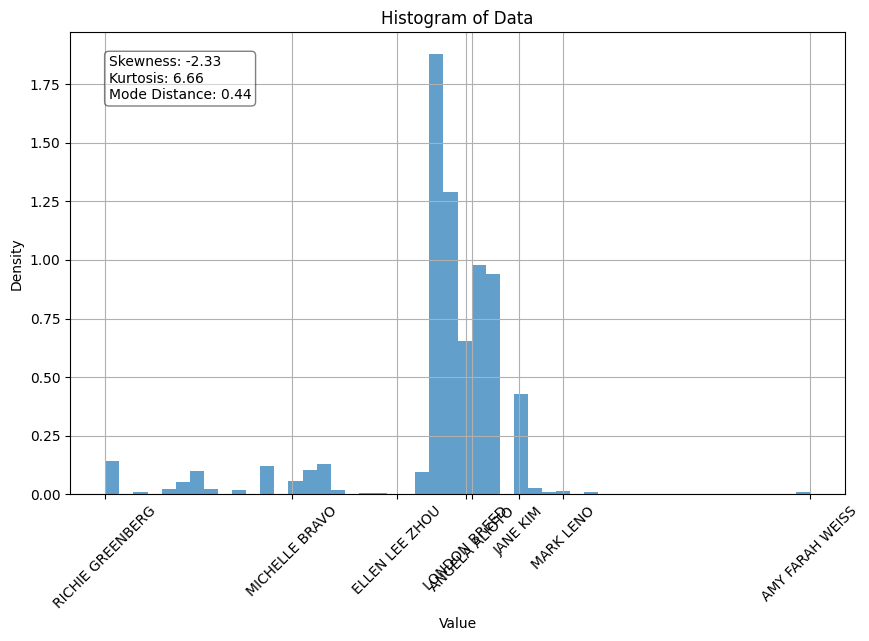 Histogram of Data
Skewness: -2.33
Kurtosis: 6.66
Mode Distance: 0.44
Density
1.75
1.50
1.25
1.00
0.75
0.50
0.25
0.00
RICHIE GREENBERG
MICHELLE BRAVO
ELLEN LEE ZHOU
LONDON BREED
ANGELA ALIOTO
JANE KIM
MARK LENO
AMY FARAH WEISS
Value